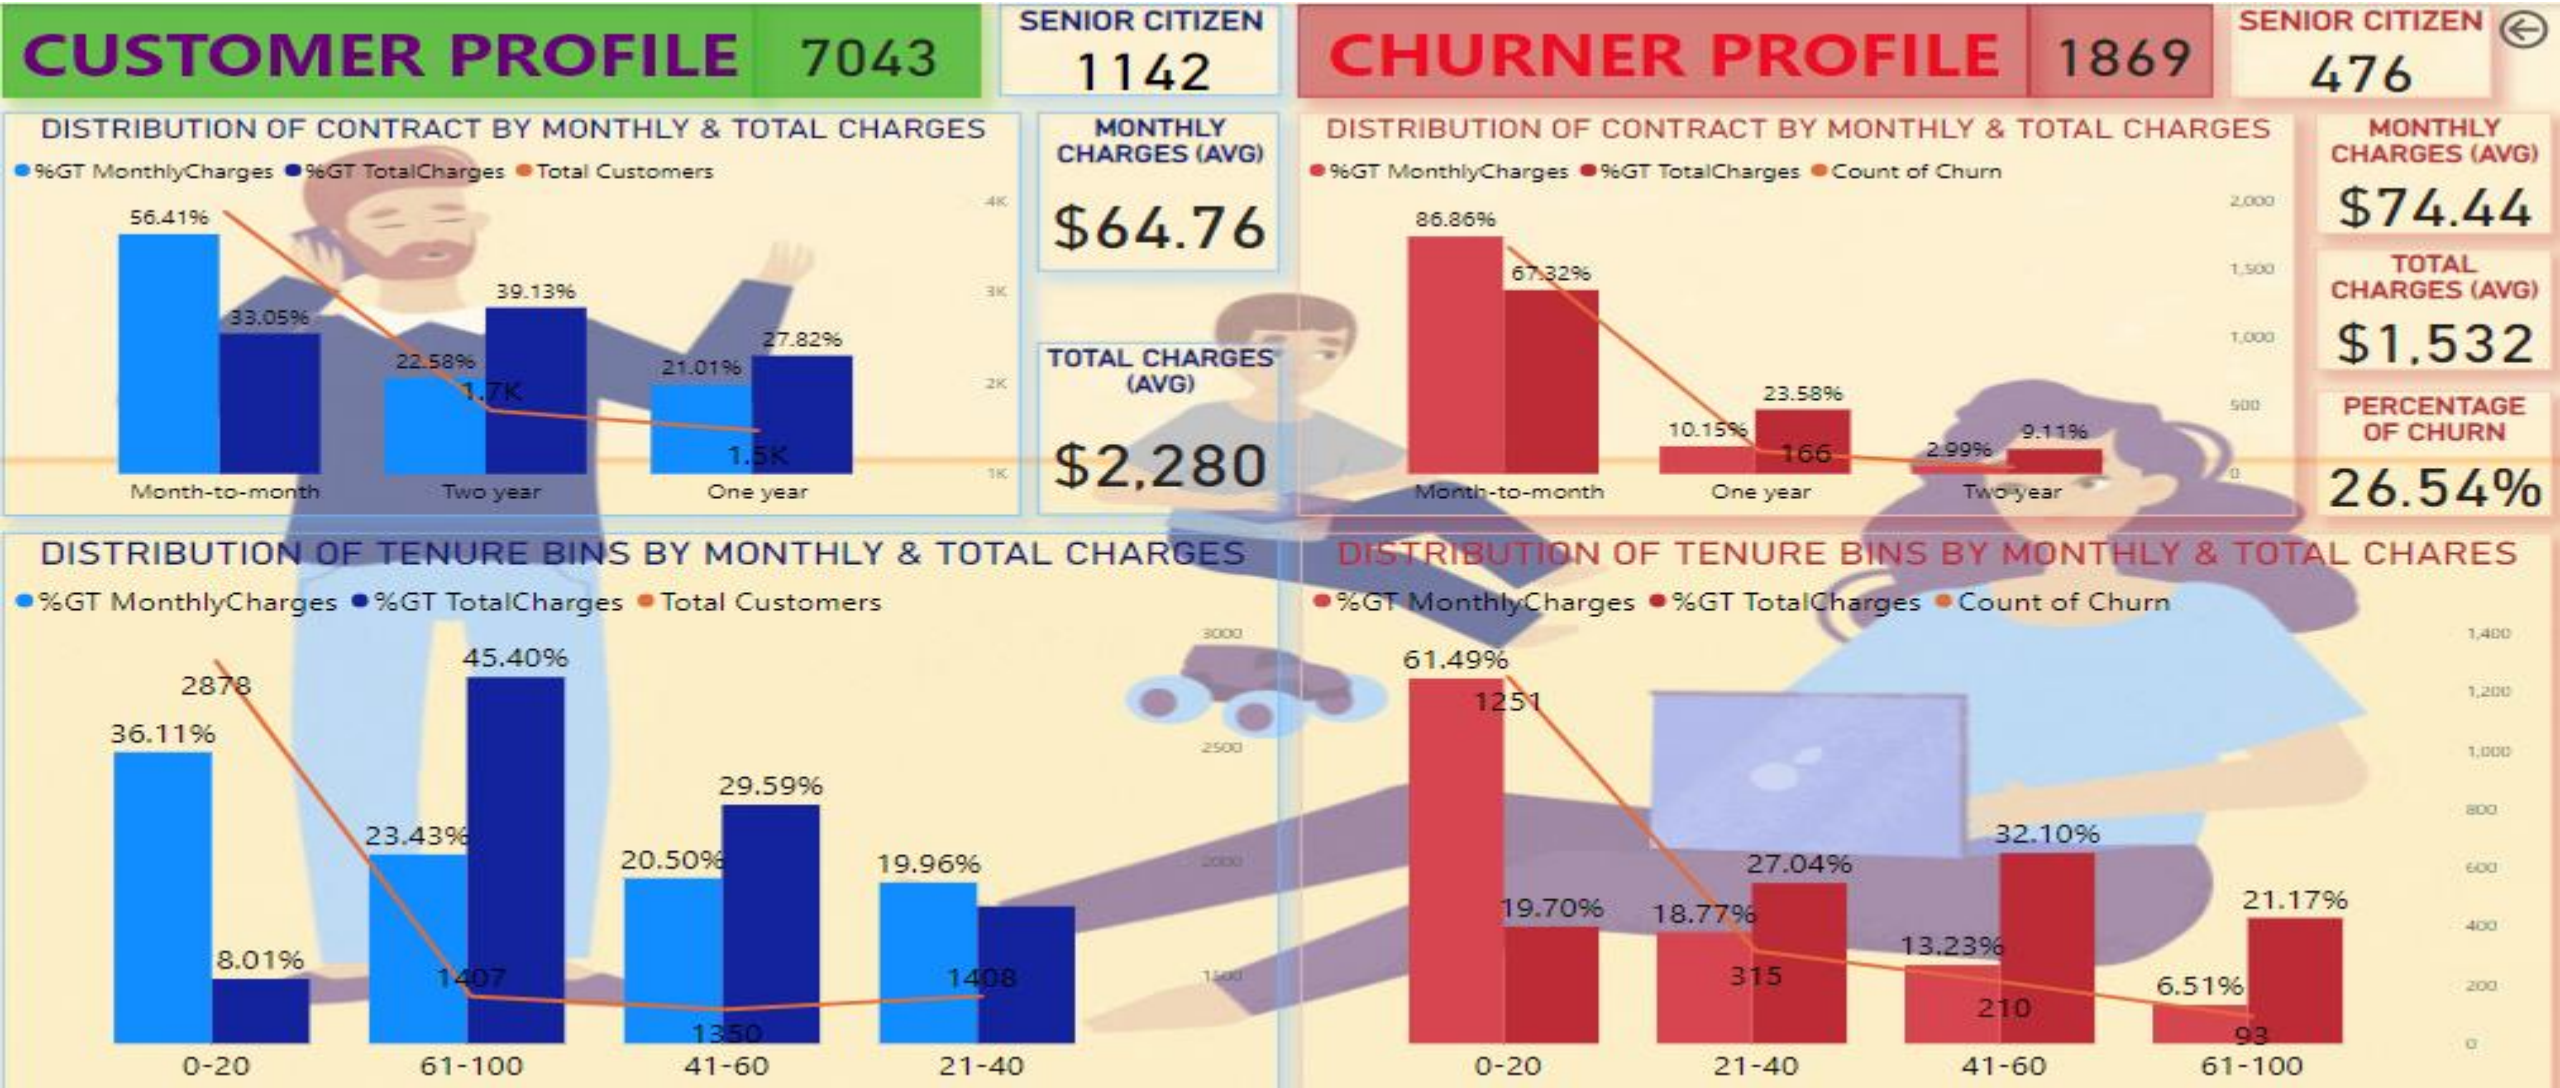 CUSTOMER PROFILE 7043
SENIOR CITIZEN
1142
CHURNER PROFILE 1869
SENIOR CITIZEN
476
DISTRIBUTION OF CONTRACT BY MONTHLY & TOTAL CHARGES
%GT MonthlyCharges %GT TotalCharges Total Customers
4K
3K
2K
1K
56.41%
33.05%
22.58%
39.13%
1.7K
21.01%
27.82%
1.5K
Month-to-month Two year One year
MONTHLY
CHARGES (AVG)
$64.76
TOTAL CHARGES
(AVG)
$2,280
DISTRIBUTION OF CONTRACT BY MONTHLY & TOTAL CHARGES
%GT MonthlyCharges %GT TotalCharges Count of Churn
2,000
1,500
1,000
500
0
86.86%
67.32%
10.15%
23.58%
166
2.99%
9.11%
Month-to-month One year Two year
MONTHLY
CHARGES (AVG)
$74.44
TOTAL
CHARGES (AVG)
$1,532
PERCENTAGE
OF CHURN
26.54%
DISTRIBUTION OF TENURE BINS BY MONTHLY & TOTAL CHARGES
%GT MonthlyCharges %GT TotalCharges Total Customers
3000
2500
2000
1500
2878
36.11%
8.01%
23.43%
45.40%
1407
20.50%
29.59%
1350
19.96%
1408
0-20 61-100 41-60 21-40
DISTRIBUTION OF TENURE BINS BY MONTHLY & TOTAL CHARES
%GT MonthlyCharges %GT TotalCharges Count of Churn
1,400
1,200
1,000
800
600
400
200
0
61.49%
1251
19.70%
18.77%
27.04%
315
13.23%
32.10%
210
6.51%
21.17%
93
0-20 21-40 41-60 61-100